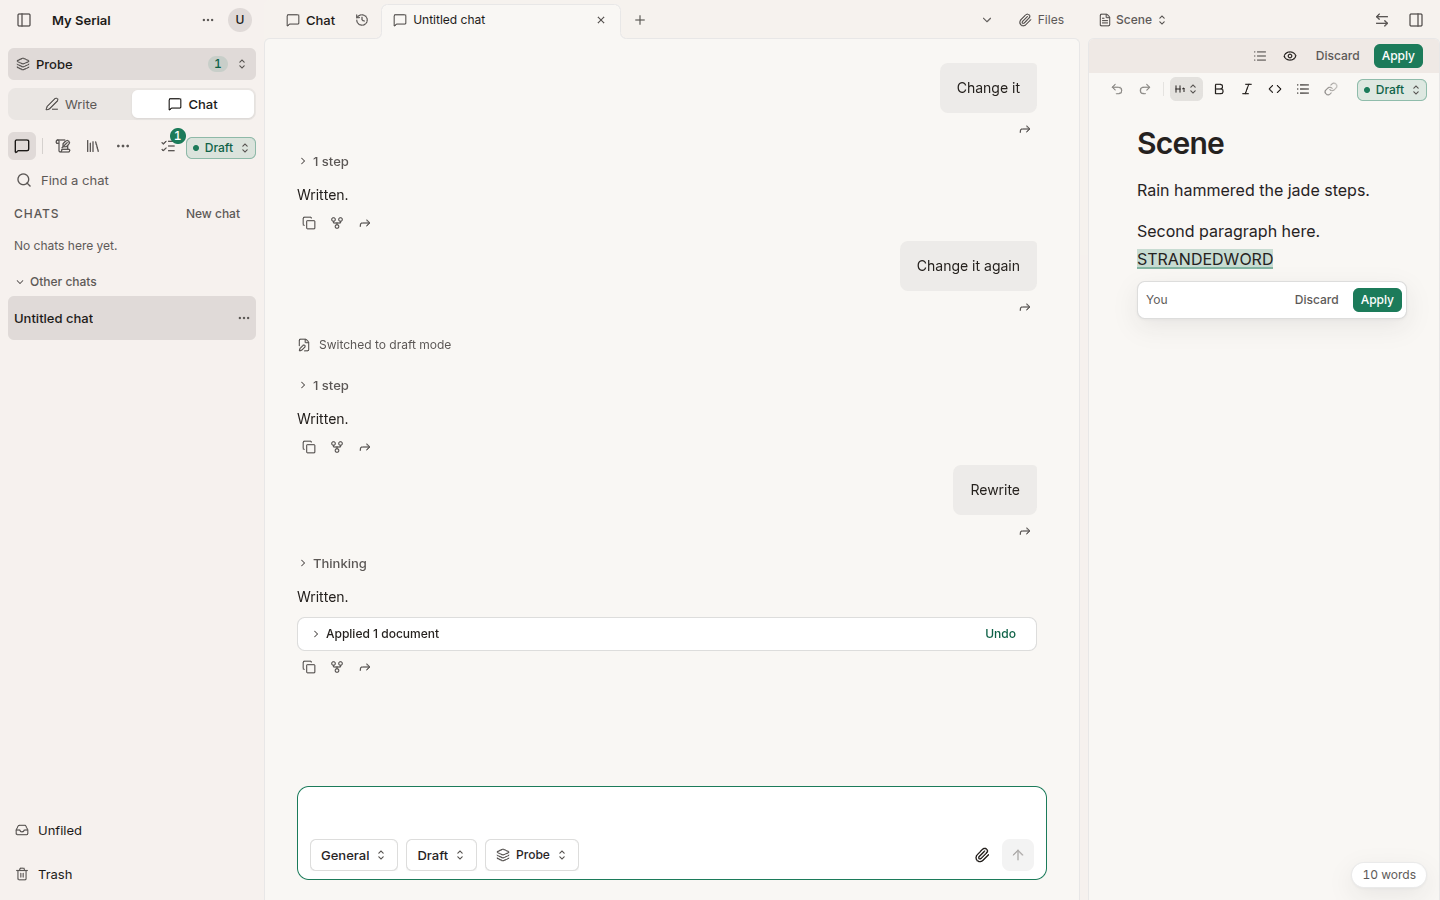 My Serial
U
Chat
Untitled chat
Files
Scene
Probe
1
Write
Chat
1
Draft
Find a chat
CHATS
New chat
No chats here yet.
Other chats
Untitled chat
Unfiled
Trash
Change it
1 step
Written.
Change it again
Switched to draft mode
1 step
Written.
Rewrite
Thinking
Written.
Applied 1 document
Undo
General
Draft
Probe
Discard
Apply
H1
B
I
Draft
Scene
Rain hammered the jade steps.
Second paragraph here.
STRANDEDWORD
You
Discard
Apply
10 words